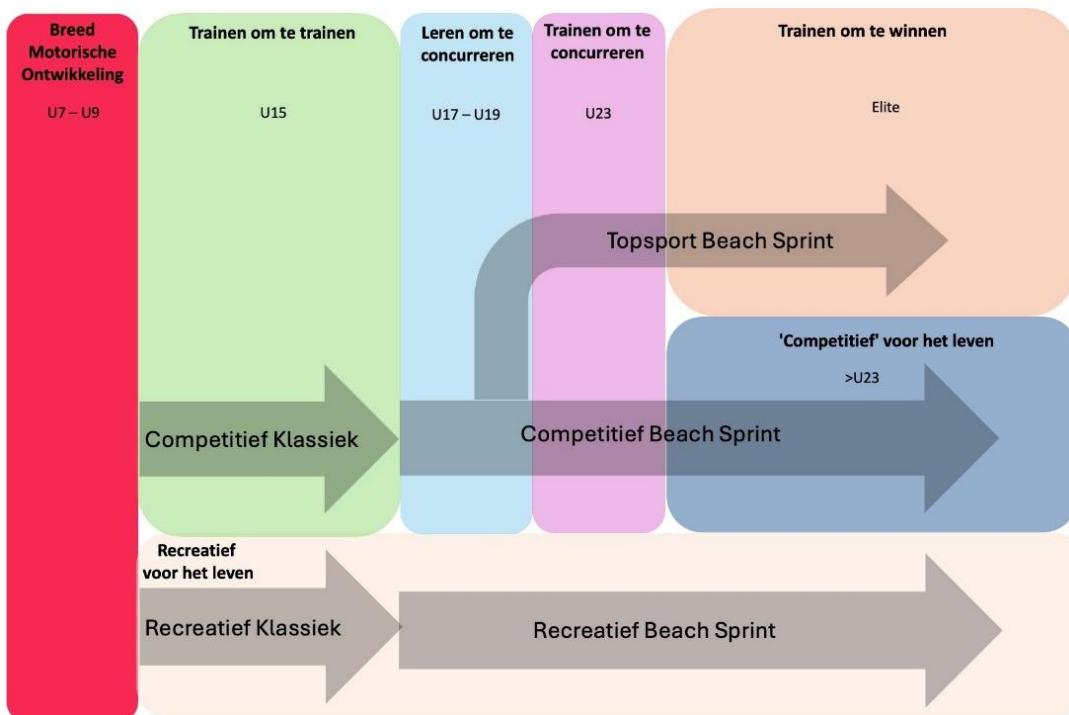 Breed
Motorische
Ontwikkeling
U7 – U9
Trainen om te trainen
U15
Leren om te
concurreren
U17 – U19
Trainen om te
concurreren
U23
Trainen om te winnen
Elite
Topsport Beach Sprint
'Competitief' voor het leven
>U23
Competitief Klassiek
Competitief Beach Sprint
Recreatief
voor het leven
Recreatief Klassiek
Recreatief Beach Sprint